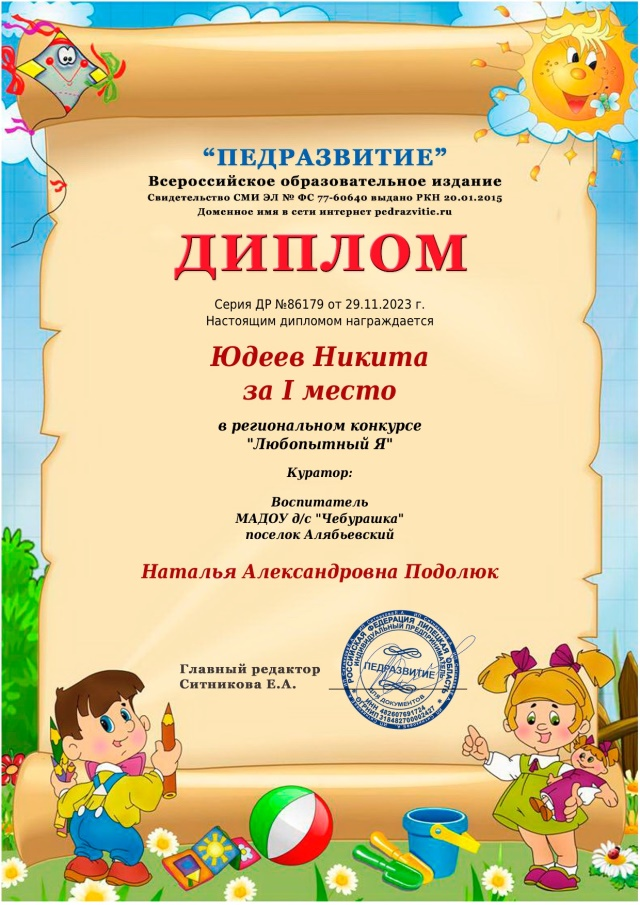 “ПЕДРАЗВИТИЕ”
Всероссийское образовательное издание
Свидетельство СМИ ЭЛ № ФС 77-60640 выдано РКН 20.01.2015
Доменное имя в сети интернет pedrazvitie.ru
ДИПЛОМ
Серия ДР №86179 от 29.11.2023 г.
Настоящим дипломом награждается
Юдеев Никита
за I место
в региональном конкурсе
"Любопытный Я"
Куратор:
Воспитатель
МАДОУ д/с "Чебурашка"
поселок Алябьевский
Наталья Александровна Подолюк
Главный редактор
Ситникова Е.А.
РОССИЙСКАЯ ФЕДЕРАЦИЯ ЛИПЕЦКАЯ ОБЛАСТЬ
ИНДИВИДУАЛЬНЫЙ ПРЕДПРИНИМАТЕЛЬ
ПЕДРАЗВИТИЕ
ДЛЯ ДОКУМЕНТОВ
ИНН 482607691724